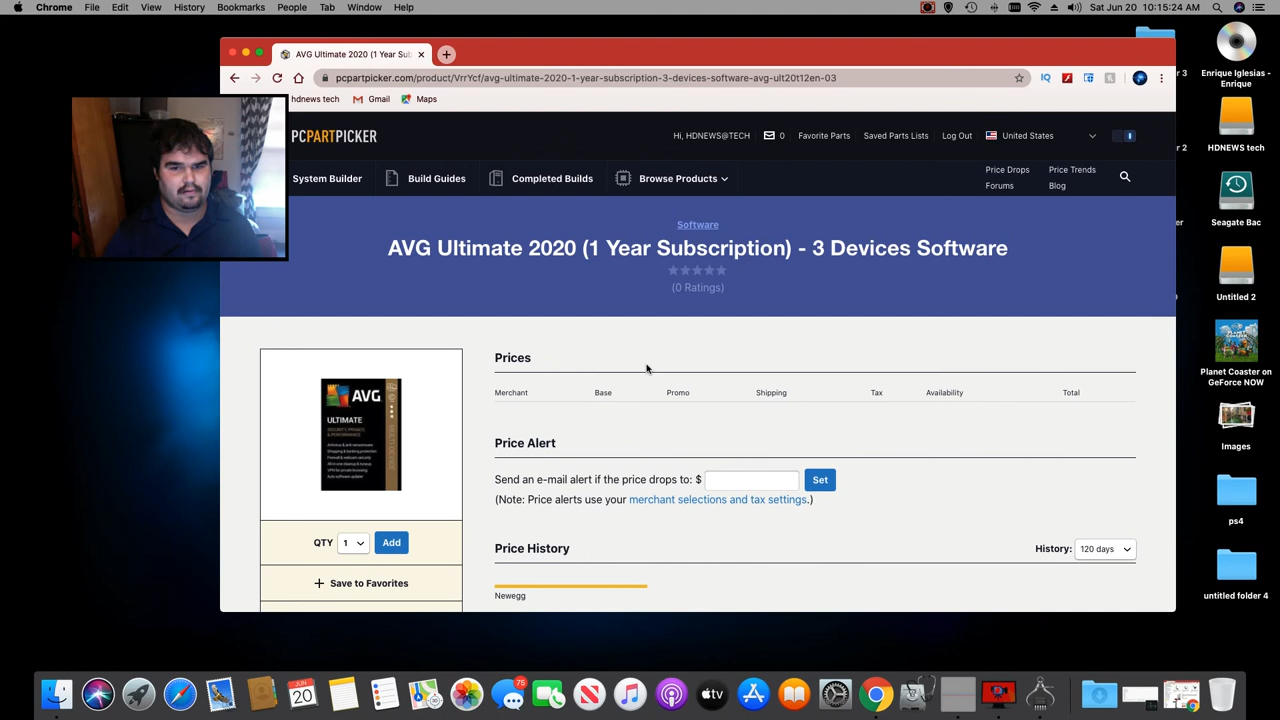 Chrome File Edit View History Bookmarks People Tab Window Help
Sat Jun 20 10:15:24 AM
AVG Ultimate 2020 (1 Year Sub
pcpartpicker.com/product/VrrYcf/avg-ultimate-2020-1-year-subscription-3-devices-software-avg-ult20t12en-03
hdnews tech Gmail Maps
PCPARTPICKER
Hi, HDNEWS@TECH 0 Favorite Parts Saved Parts Lists Log Out United States
System Builder Build Guides Completed Builds Browse Products
Price Drops Price Trends
Forums Blog
Software
AVG Ultimate 2020 (1 Year Subscription) - 3 Devices Software
(0 Ratings)
AVG
ULTIMATE
Prices
Merchant Base Promo Shipping Tax Availability Total
Price Alert
Send an e-mail alert if the price drops to: $ Set
(Note: Price alerts use your merchant selections and tax settings.)
QTY 1 Add
Price History History: 120 days
+ Save to Favorites
Newegg
Enrique Iglesias -
Enrique
HDNEWS tech
Seagate Bac
Untitled 2
Planet Coaster on
GeForce NOW
Images
ps4
untitled folder 4
75
JUN
20
tv